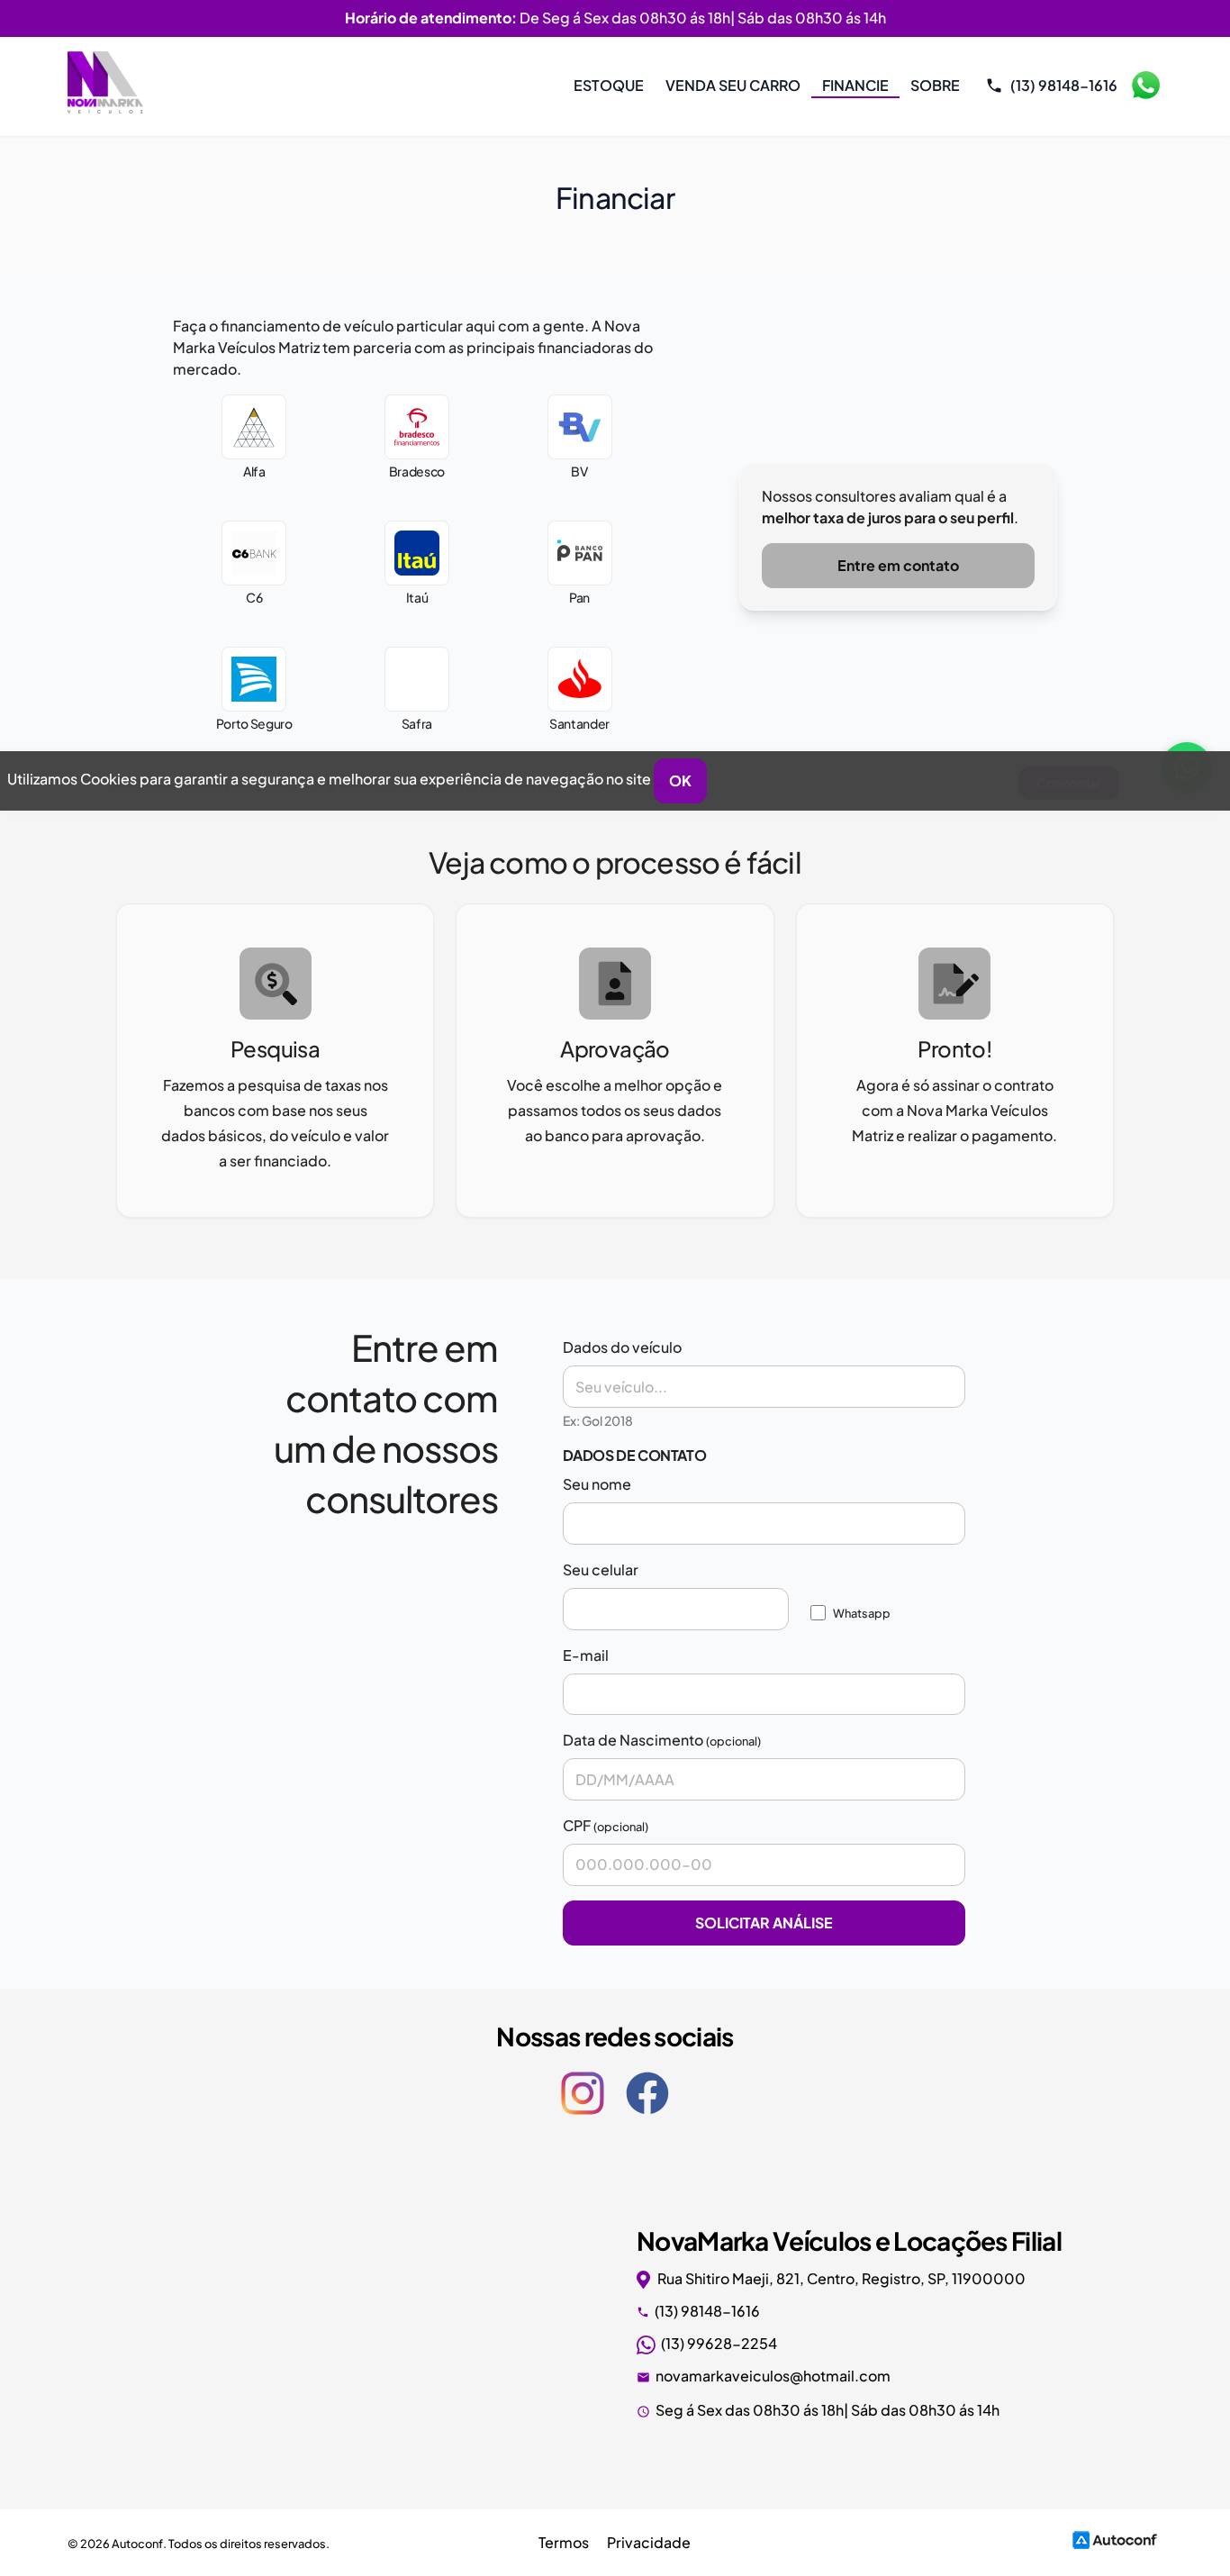 Horário de atendimento: De Seg á Sex das 08h30 ás 18h| Sáb das 08h30 ás 14h
NOVAMARKA
VEÍCULOS
ESTOQUE
VENDA SEU CARRO
FINANCIE
SOBRE
(13) 98148-1616
Financiar
Faça o financiamento de veículo particular aqui com a gente. A Nova
Marka Veículos Matriz tem parceria com as principais financiadoras do
mercado.
Alfa
bradesco
financiamentos
Bradesco
BV
BV
C6BANK
C6
Itaú
Itaú
BANCO
PAN
Pan
Porto Seguro
Safra
Santander
Nossos consultores avaliam qual é a
melhor taxa de juros para o seu perfil.
Entre em contato
Utilizamos Cookies para garantir a segurança e melhorar sua experiência de navegação no site
OK
Veja como o processo é fácil
Pesquisa
Fazemos a pesquisa de taxas nos
bancos com base nos seus
dados básicos, do veículo e valor
a ser financiado.
Aprovação
Você escolhe a melhor opção e
passamos todos os seus dados
ao banco para aprovação.
Pronto!
Agora é só assinar o contrato
com a Nova Marka Veículos
Matriz e realizar o pagamento.
Entre em
contato com
um de nossos
consultores
Dados do veículo
Seu veículo...
Ex: Gol 2018
DADOS DE CONTATO
Seu nome
Seu celular
Whatsapp
E-mail
Data de Nascimento (opcional)
DD/MM/AAAA
CPF (opcional)
000.000.000-00
SOLICITAR ANÁLISE
Nossas redes sociais
NovaMarka Veículos e Locações Filial
Rua Shitiro Maeji, 821, Centro, Registro, SP, 11900000
(13) 98148-1616
(13) 99628-2254
novamarkaveiculos@hotmail.com
Seg á Sex das 08h30 ás 18h| Sáb das 08h30 ás 14h
© 2026 Autoconf. Todos os direitos reservados.
Termos
Privacidade
Autoconf